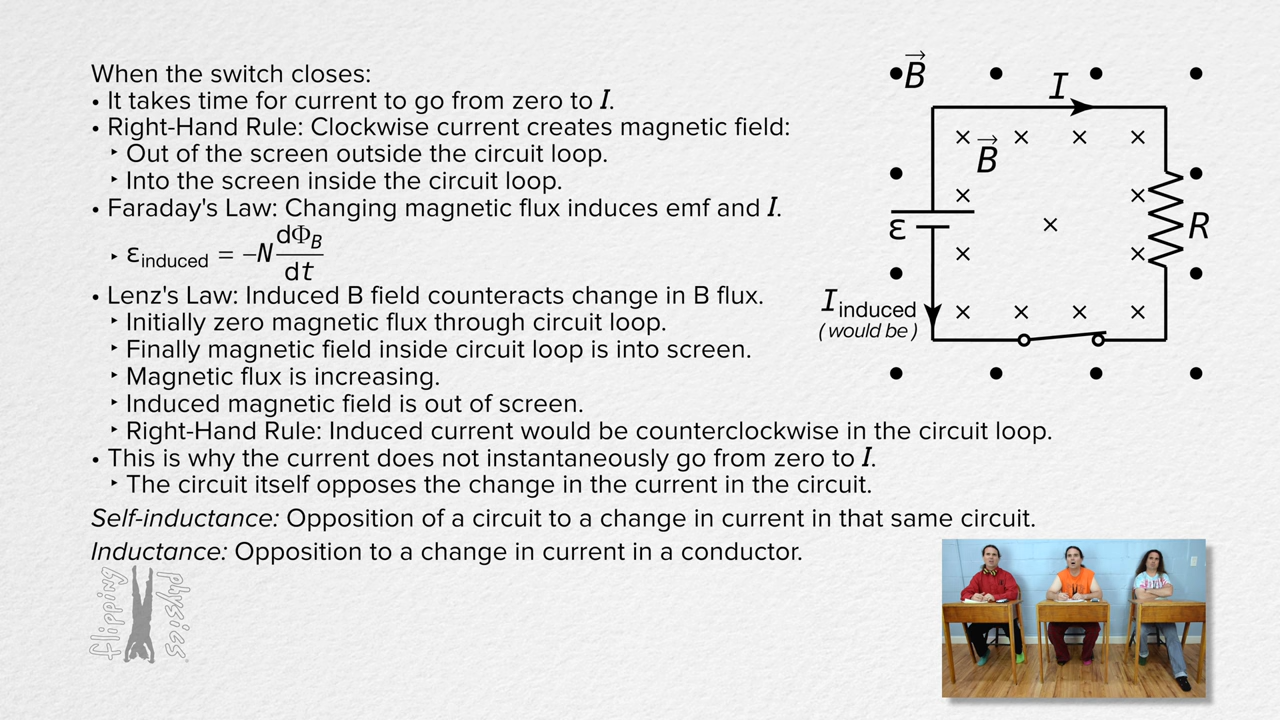 When the switch closes:
• It takes time for current to go from zero to I.
• Right-Hand Rule: Clockwise current creates magnetic field:
‣ Out of the screen outside the circuit loop.
‣ Into the screen inside the circuit loop.
• Faraday's Law: Changing magnetic flux induces emf and I.
‣ εinduced = −N dΦB/dt
• Lenz's Law: Induced B field counteracts change in B flux.
‣ Initially zero magnetic flux through circuit loop.
‣ Finally magnetic field inside circuit loop is into screen.
‣ Magnetic flux is increasing.
‣ Induced magnetic field is out of screen.
‣ Right-Hand Rule: Induced current would be counterclockwise in the circuit loop.
• This is why the current does not instantaneously go from zero to I.
‣ The circuit itself opposes the change in the current in the circuit.
Self-inductance: Opposition of a circuit to a change in current in that same circuit.
Inductance: Opposition to a change in current in a conductor.
flipping physics
B
I
B
ε
R
Iinduced
(would be)